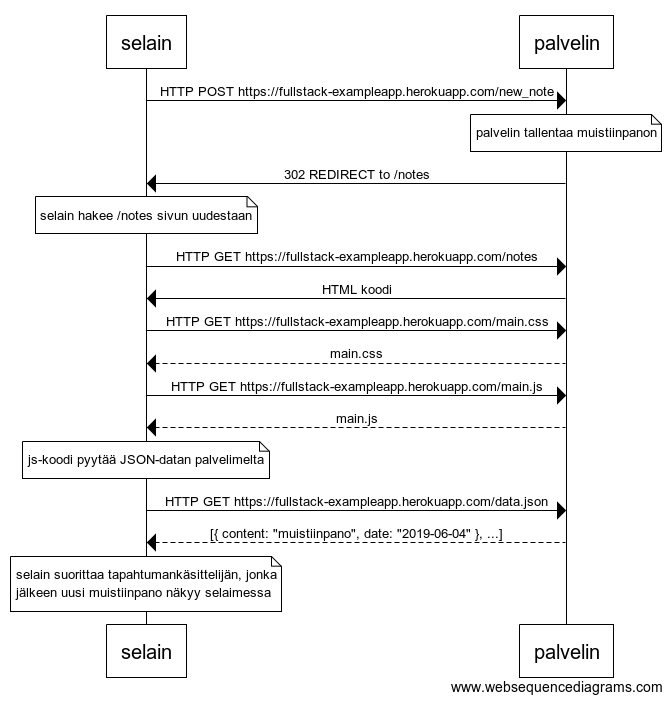 selain
palvelin
HTTP POST https://fullstack-exampleapp.herokuapp.com/new_note
palvelin tallentaa muistiinpanon
302 REDIRECT to /notes
selain hakee /notes sivun uudestaan
HTTP GET https://fullstack-exampleapp.herokuapp.com/notes
HTML koodi
HTTP GET https://fullstack-exampleapp.herokuapp.com/main.css
main.css
HTTP GET https://fullstack-exampleapp.herokuapp.com/main.js
main.js
js-koodi pyytää JSON-datan palvelimelta
HTTP GET https://fullstack-exampleapp.herokuapp.com/data.json
[{ content: "muistiinpano", date: "2019-06-04" }, ...]
selain suorittaa tapahtumankäsittelijän, jonka
jälkeen uusi muistiinpano näkyy selaimessa
selain
palvelin
www.websequencediagrams.com